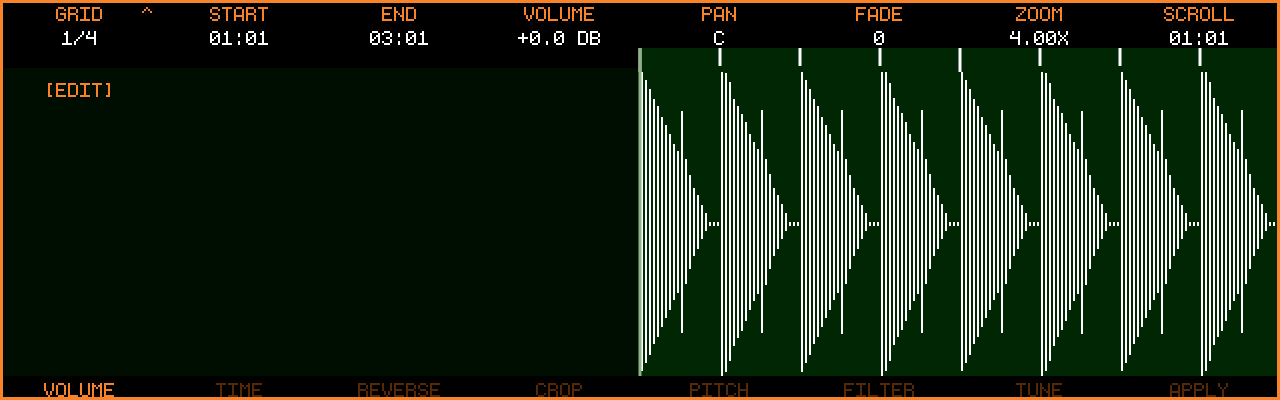 GRID ^ START END VOLUME PAN FADE ZOOM SCROLL
1/4 01:01 03:01 +0.0 DB C 0 4.00X 01:01
[EDIT]
VOLUME TIME REVERSE CROP PITCH FILTER TUNE APPLY